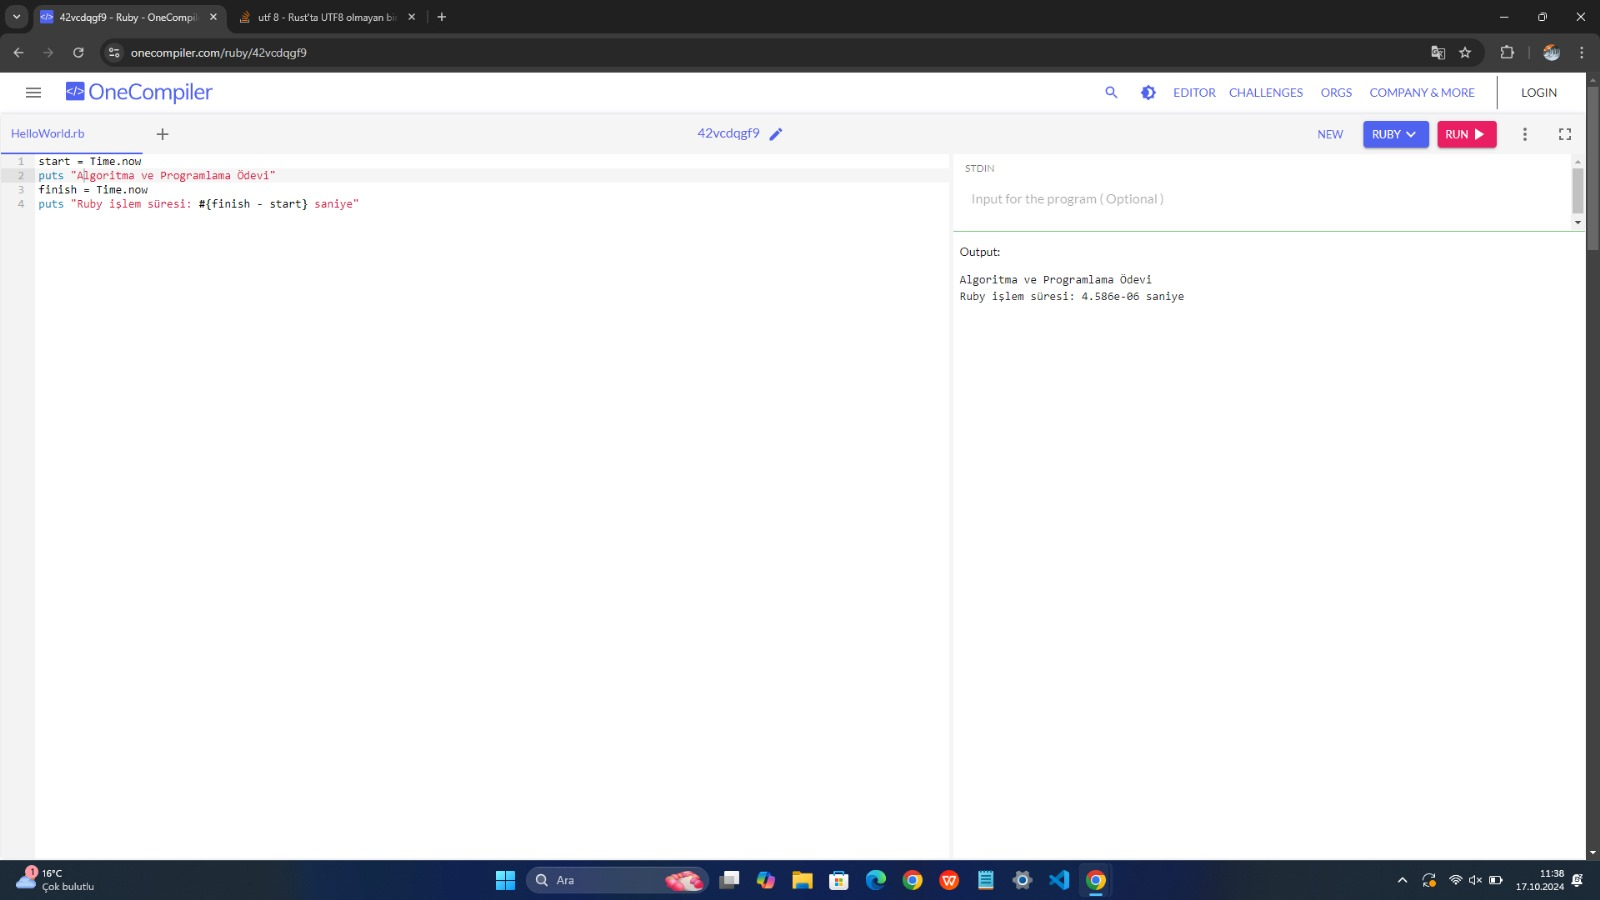 42vcdqgf9 - Ruby - OneCompil
utf 8 - Rust'ta UTF8 olmayan bi
onecompiler.com/ruby/42vcdqgf9
OneCompiler
EDITOR
CHALLENGES
ORGS
COMPANY & MORE
LOGIN
HelloWorld.rb
42vcdqgf9
NEW
RUBY
RUN
1 start = Time.now
2 puts "Algoritma ve Programlama Ödevi"
3 finish = Time.now
4 puts "Ruby işlem süresi: #{finish - start} saniye"
STDIN
Input for the program ( Optional )
Output:
Algoritma ve Programlama Ödevi
Ruby işlem süresi: 4.586e-06 saniye
1
16°C
Çok bulutlu
Ara
11:38
17.10.2024